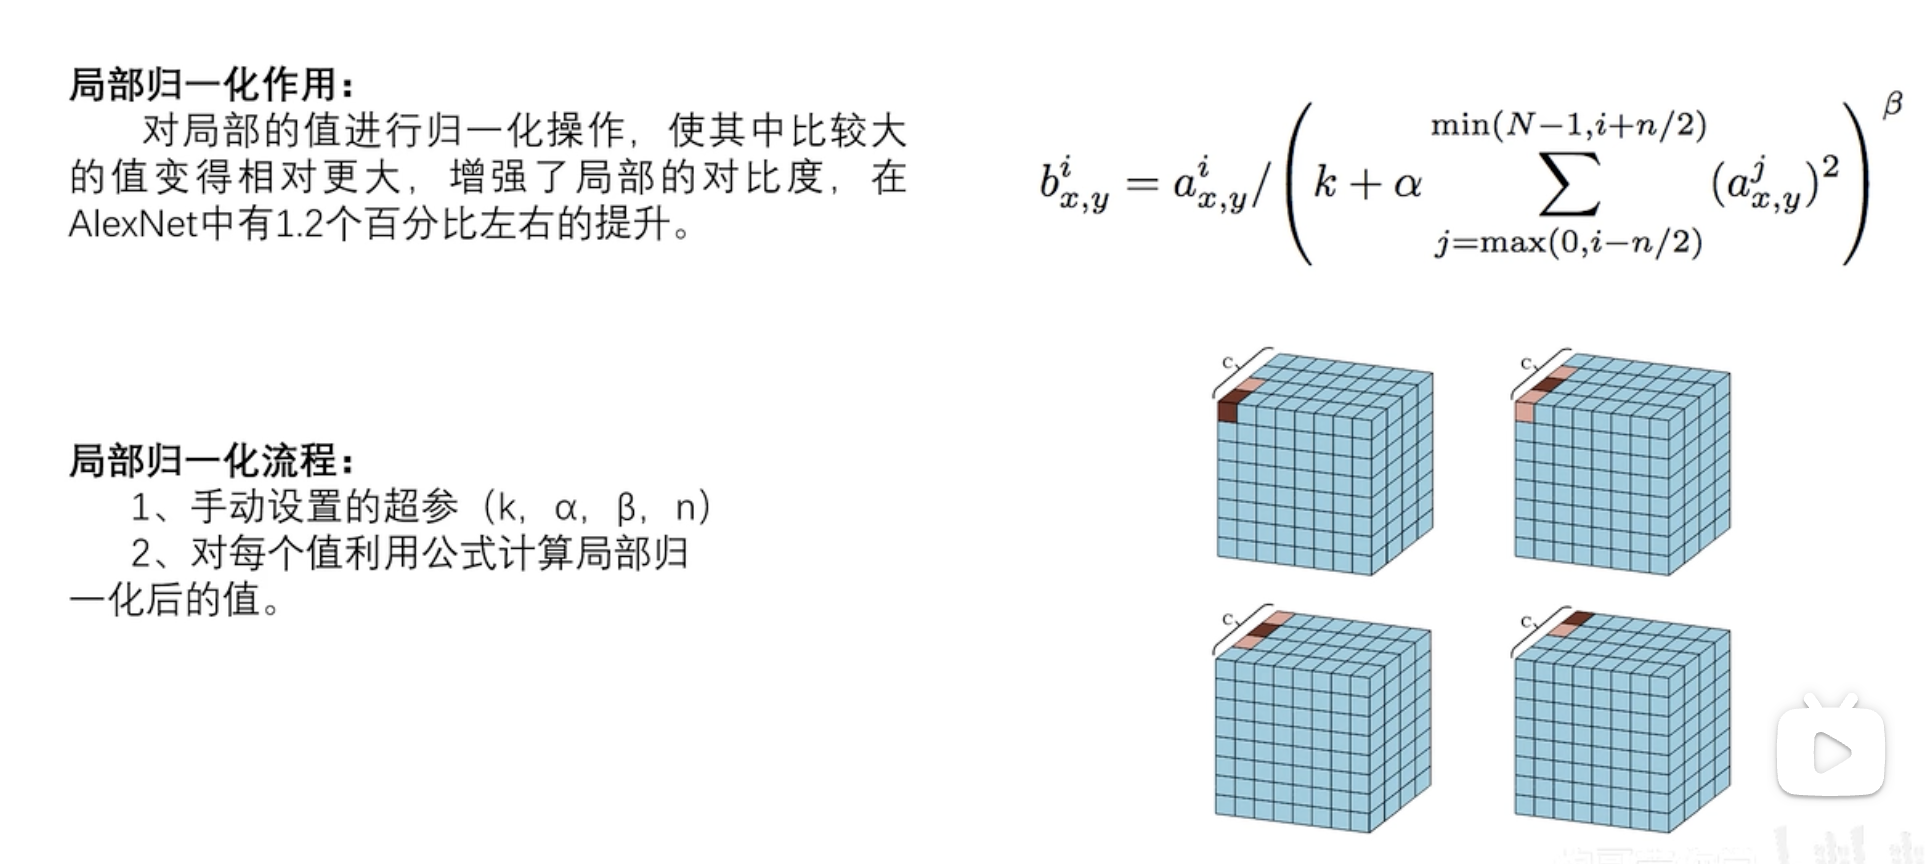 局部归一化作用：
对局部的值进行归一化操作，使其中比较大
的值变得相对更大，增强了局部的对比度，在
AlexNet中有1.2个百分比左右的提升。
b^i_{x,y} = a^i_{x,y} / ( k + α ∑_{j=max(0,i−n/2)}^{min(N−1,i+n/2)} (a^j_{x,y})^2 )^β
局部归一化流程：
1、手动设置的超参（k，α，β，n）
2、对每个值利用公式计算局部归
一化后的值。
c
c
c
c